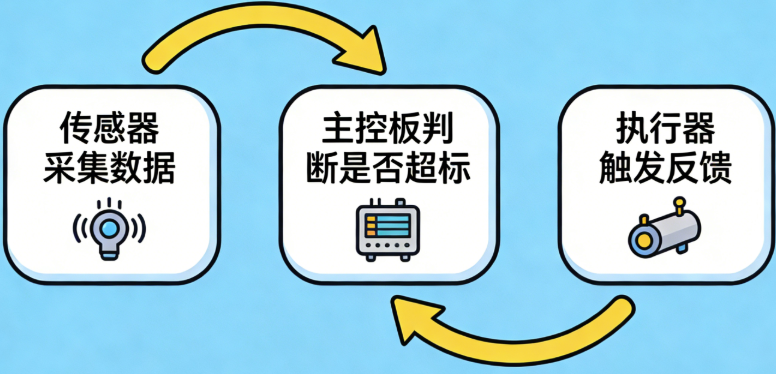 传感器
采集数据
主控板判
断是否超标
执行器
触发反馈